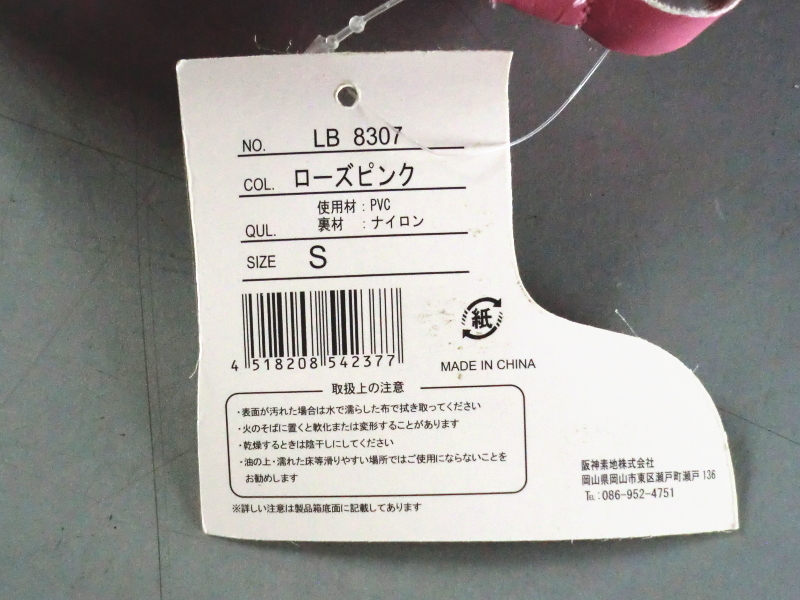 NO. LB 8307
COL. ローズピンク
QUL. 使用材：PVC
裏材　：ナイロン
SIZE S
4 518208 542377
紙
MADE IN CHINA
取扱上の注意
・表面が汚れた場合は水で濡らした布で拭き取ってください
・火のそばに置くと軟化または変形することがあります
・乾燥するときは陰干しにしてください
・油の上・濡れた床等滑りやすい場所ではご使用にならないことを
お勧めします
※詳しい注意は製品箱底面に記載してあります
阪神素地株式会社
岡山県岡山市東区瀬戸町瀬戸 136
TEL：086-952-4751